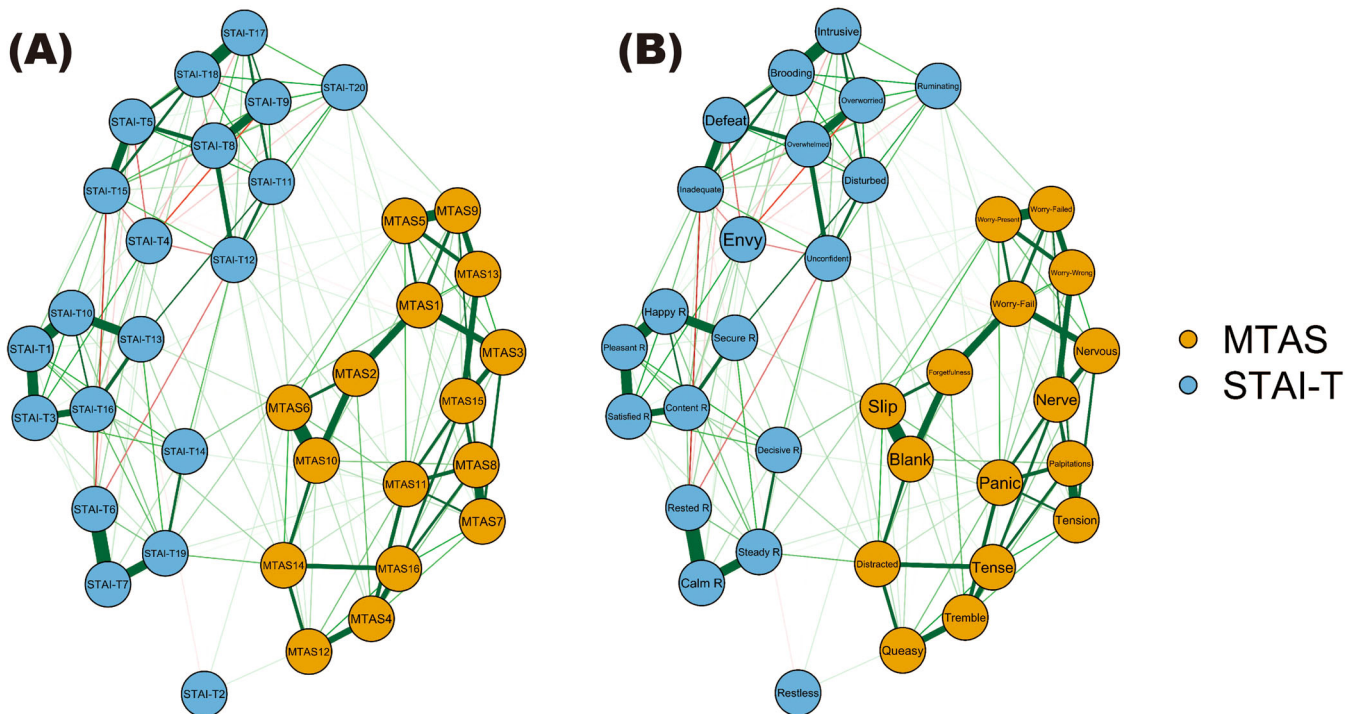 (A)
STAI-T17
STAI-T18
STAI-T20
STAI-T9
STAI-T5
STAI-T8
STAI-T11
STAI-T15
STAI-T4
STAI-T12
MTAS9
MTAS5
MTAS13
MTAS1
STAI-T10
STAI-T13
STAI-T1
MTAS3
MTAS2
STAI-T16
STAI-T3
MTAS6
MTAS15
STAI-T14
MTAS10
MTAS8
MTAS11
STAI-T6
MTAS7
STAI-T19
MTAS14
MTAS16
STAI-T7
MTAS4
MTAS12
STAI-T2
(B)
Intrusive
Brooding
Ruminating
Overworried
Defeat
Overwhelmed
Disturbed
Inadequate
Envy
Unconfident
Worry-Failed
Worry-Present
Worry-Wrong
Worry-Fail
Happy R
Secure R
Pleasant R
Nervous
Forgetfulness
Content R
Satisfied R
Slip
Nerve
Decisive R
Blank
Palpitations
Panic
Rested R
Tension
Steady R
Distracted
Tense
Calm R
Tremble
Queasy
Restless
MTAS
STAI-T